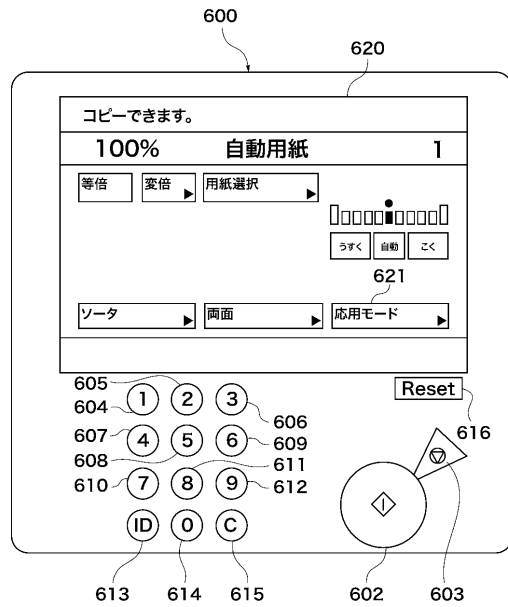 600
620
コピーできます。
100% 自動用紙 1
等倍 変倍 用紙選択
うすく 自動 こく
621
ソータ 両面 応用モード
605
1 2 3 Reset
604 606 616
607
4 5 6 609
608 611
610 7 8 9 612
ID 0 C
613 614 615 602 603